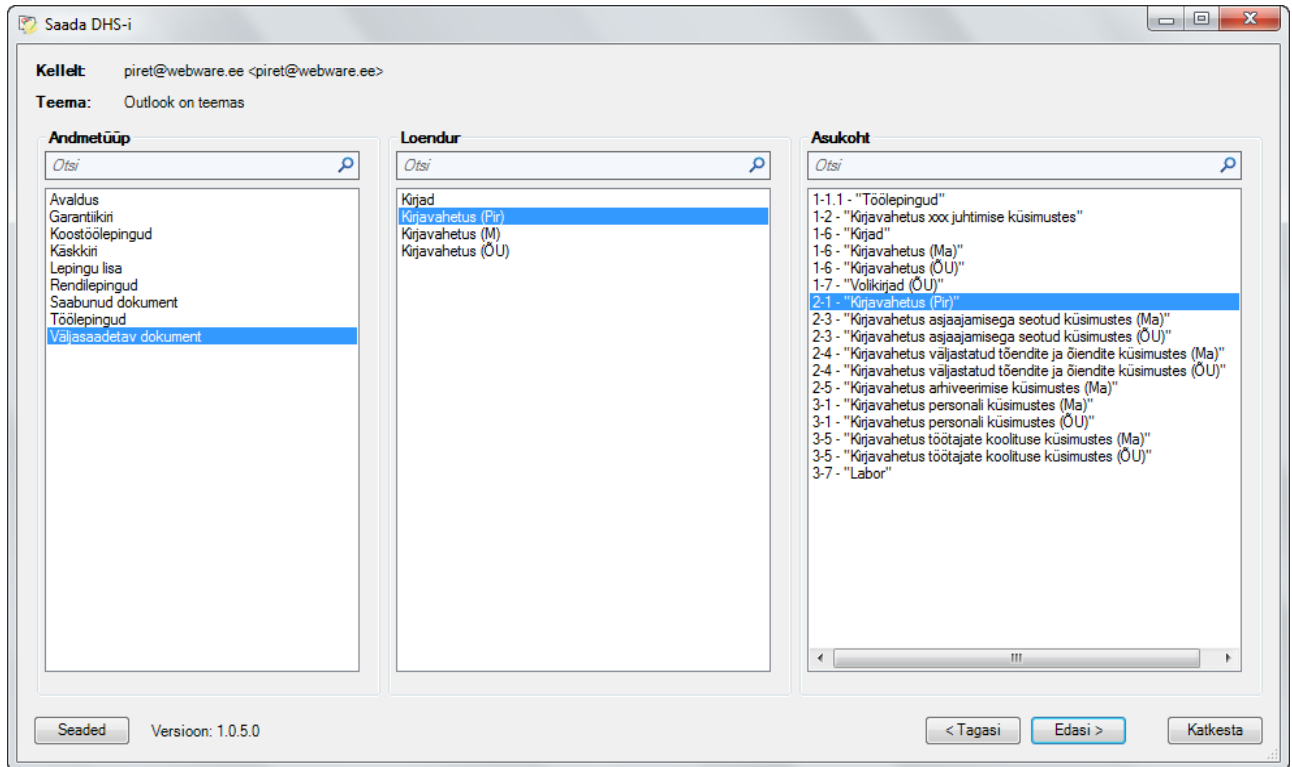 Saada DHS-i
Kellelt: piret@webware.ee <piret@webware.ee>
Teema: Outlook on teemas
Andmetüüp
Otsi
Avaldus
Garantiikiri
Koostöölepingud
Käskkiri
Lepingu lisa
Rendilepingud
Saabunud dokument
Töölepingud
Väljasaadetav dokument
Loendur
Otsi
Kirjad
Kirjavahetus (Pir)
Kirjavahetus (M)
Kirjavahetus (ÕU)
Asukoht
Otsi
1-1.1 - "Töölepingud"
1-2 - "Kirjavahetus xxx juhtimise küsimustes"
1-6 - "Kirjad"
1-6 - "Kirjavahetus (Ma)"
1-6 - "Kirjavahetus (ÕU)"
1-7 - "Volikirjad (ÕU)"
2-1 - "Kirjavahetus (Pir)"
2-3 - "Kirjavahetus asjaajamisega seotud küsimustes (Ma)"
2-3 - "Kirjavahetus asjaajamisega seotud küsimustes (ÕU)"
2-4 - "Kirjavahetus väljastatud tõendite ja õiendite küsimustes (Ma)"
2-4 - "Kirjavahetus väljastatud tõendite ja õiendite küsimustes (ÕU)"
2-5 - "Kirjavahetus arhiveerimise küsimustes (Ma)"
3-1 - "Kirjavahetus personali küsimustes (Ma)"
3-1 - "Kirjavahetus personali küsimustes (ÕU)"
3-5 - "Kirjavahetus töötajate koolituse küsimustes (Ma)"
3-5 - "Kirjavahetus töötajate koolituse küsimustes (ÕU)"
3-7 - "Labor"
Seaded Versioon: 1.0.5.0 < Tagasi Edasi > Katkesta